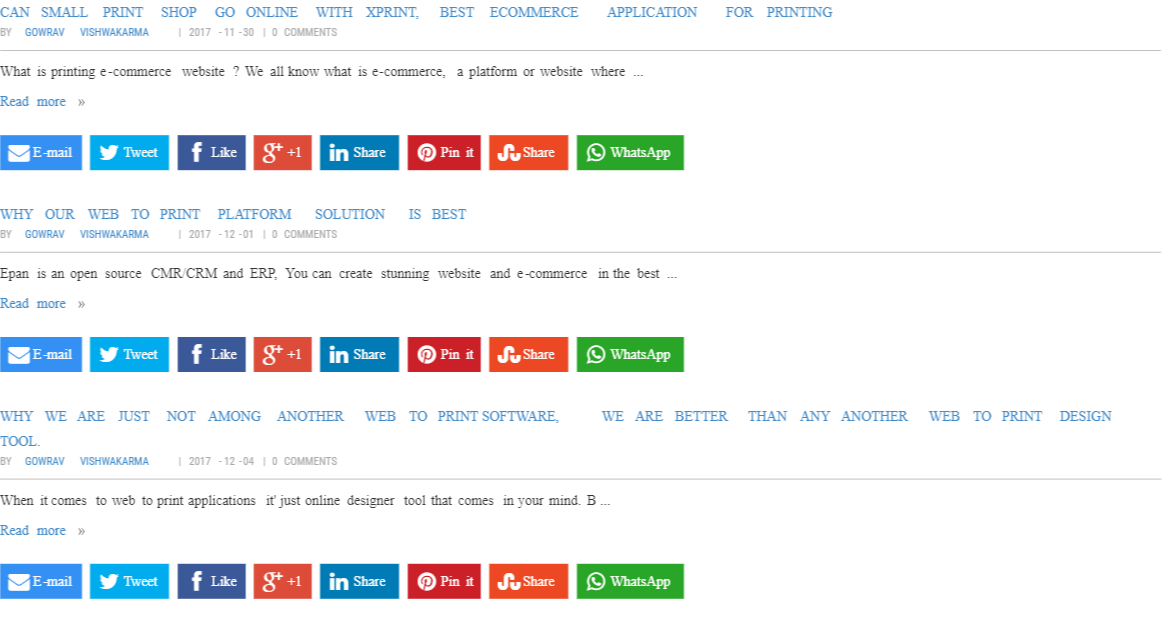 CAN SMALL PRINT SHOP GO ONLINE WITH XPRINT, BEST ECOMMERCE APPLICATION FOR PRINTING
BY GOWRAV VISHWAKARMA | 2017 -11 -30 | 0 COMMENTS
What is printing e-commerce website ? We all know what is e-commerce, a platform or website where ...
Read more »
E-mail Tweet Like +1 Share Pin it Share WhatsApp
WHY OUR WEB TO PRINT PLATFORM SOLUTION IS BEST
BY GOWRAV VISHWAKARMA | 2017 -12 -01 | 0 COMMENTS
Epan is an open source CMR/CRM and ERP, You can create stunning website and e-commerce in the best ...
Read more »
E-mail Tweet Like +1 Share Pin it Share WhatsApp
WHY WE ARE JUST NOT AMONG ANOTHER WEB TO PRINT SOFTWARE, WE ARE BETTER THAN ANY ANOTHER WEB TO PRINT DESIGN
TOOL.
BY GOWRAV VISHWAKARMA | 2017 -12 -04 | 0 COMMENTS
When it comes to web to print applications it' just online designer tool that comes in your mind. B ...
Read more »
E-mail Tweet Like +1 Share Pin it Share WhatsApp